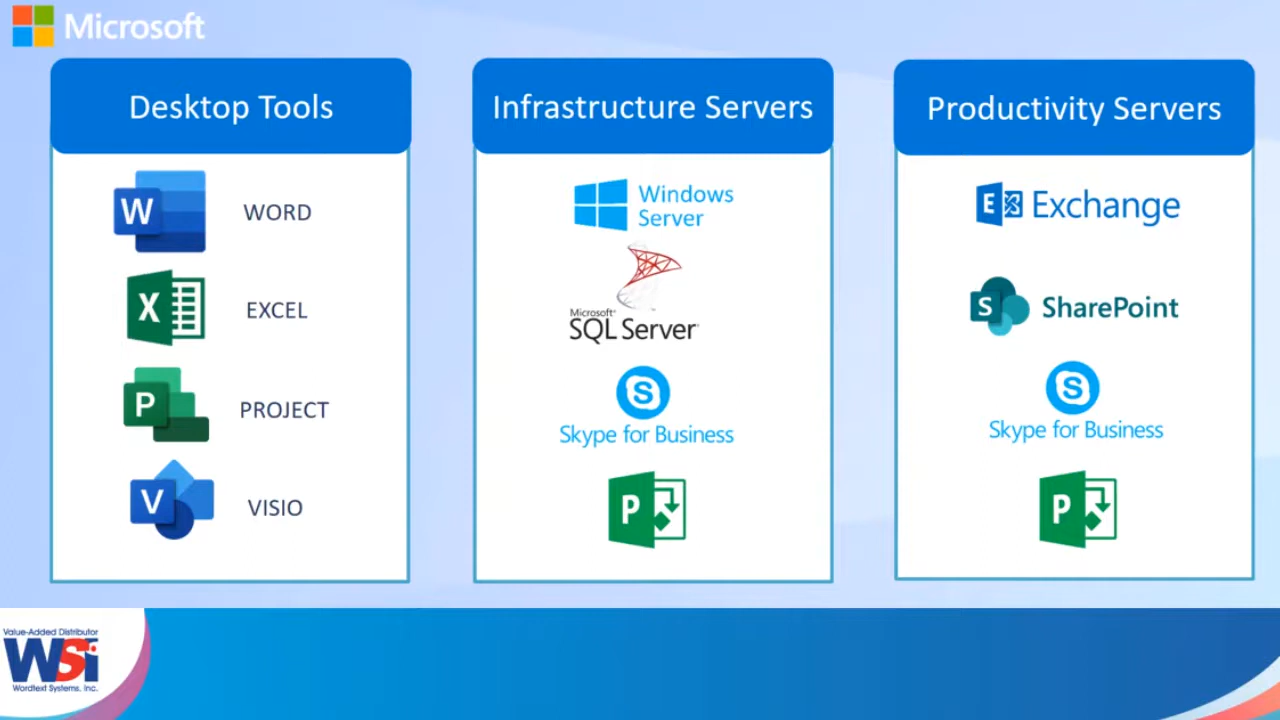 Microsoft
Desktop Tools
W WORD
X EXCEL
P PROJECT
V VISIO
Infrastructure Servers
Windows
Server
Microsoft®
SQL Server
S
Skype for Business
P
Productivity Servers
E Exchange
S SharePoint
S
Skype for Business
P
Value-Added Distributor
WSi
Wordtext Systems, Inc.